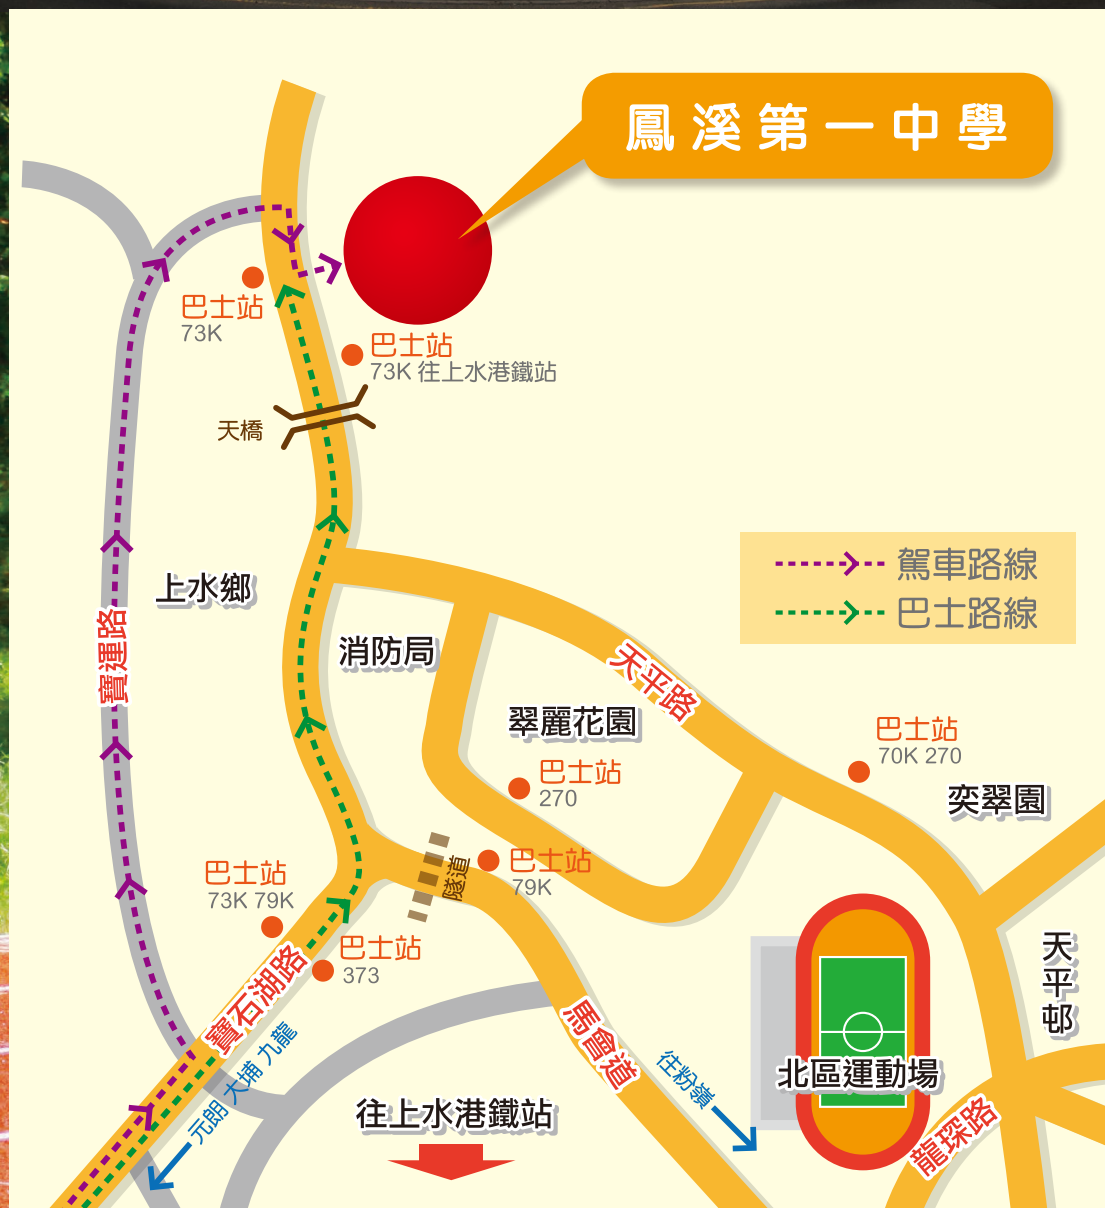 鳳溪第一中學
巴士站
73K
巴士站
73K 往上水港鐵站
天橋
駕車路線
巴士路線
上水鄉
寶運路
消防局
天平路
翠麗花園
巴士站
270
巴士站
70K 270
奕翠園
巴士站
79K
隧道
巴士站
73K 79K
巴士站
373
寶石湖路
元朗 大埔 九龍
馬會道
往粉嶺
天平邨
北區運動場
往上水港鐵站
龍琛路